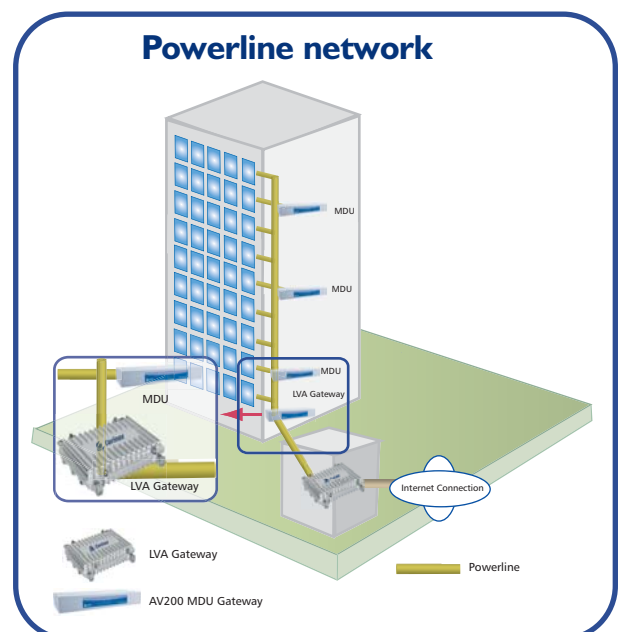 Powerline network
MDU
MDU
MDU
LVA Gateway
MDU
LVA Gateway
Internet Connection
LVA Gateway
Powerline
AV200 MDU Gateway